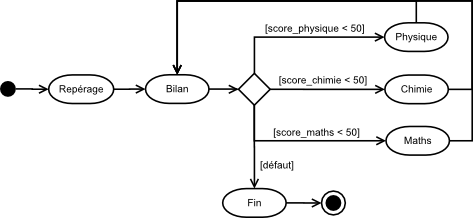 [score_physique < 50]
Physique
Repérage
Bilan
[score_chimie < 50]
Chimie
[score_maths < 50]
Maths
[défaut]
Fin